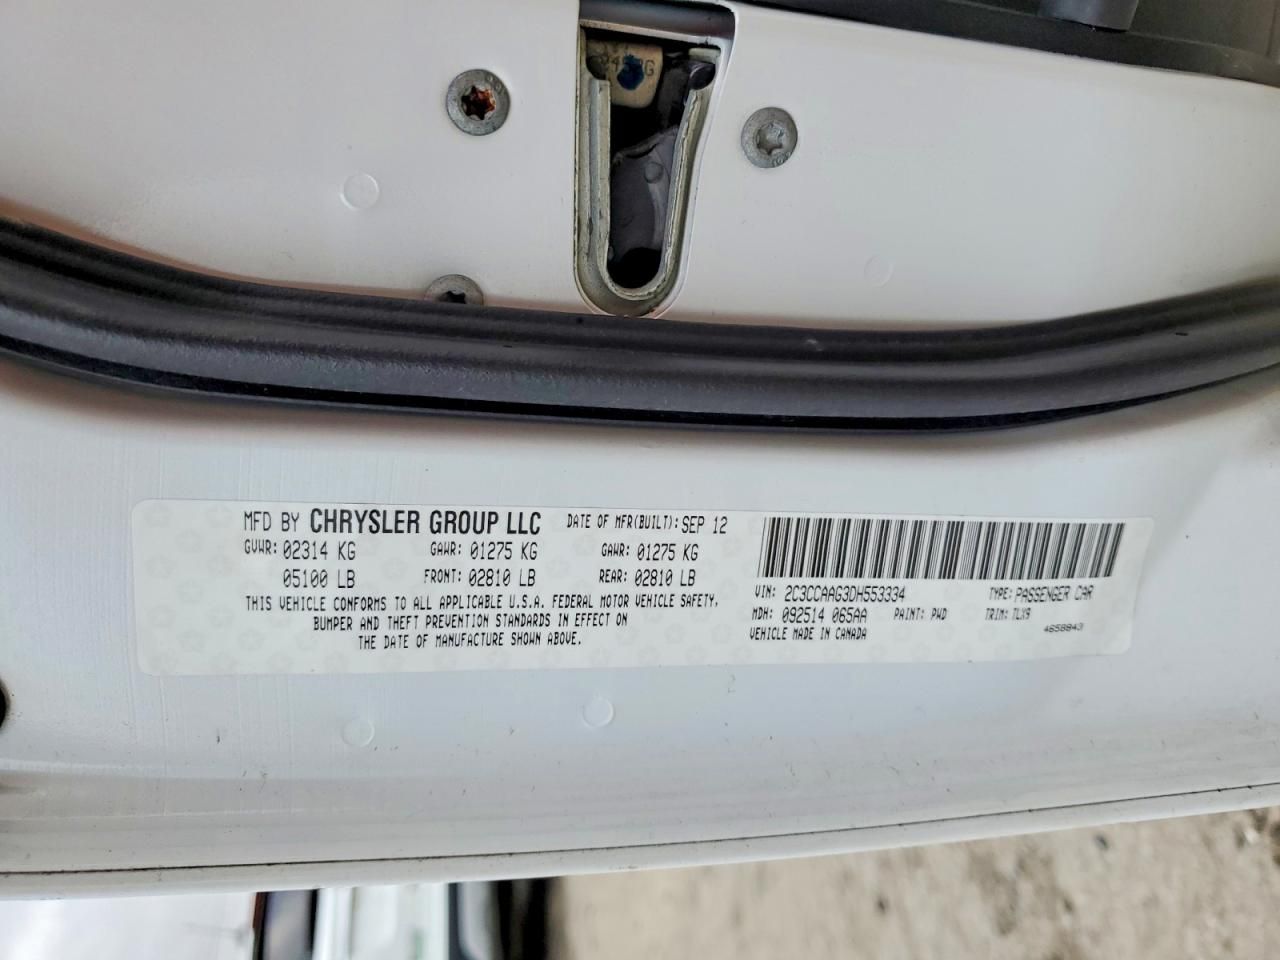 MFD BY CHRYSLER GROUP LLC DATE OF MFR(BUILT): SEP 12
GVWR: 02314 KG GAWR: 01275 KG GAWR: 01275 KG
05100 LB FRONT: 02810 LB REAR: 02810 LB
THIS VEHICLE CONFORMS TO ALL APPLICABLE U.S.A. FEDERAL MOTOR VEHICLE SAFETY,
BUMPER AND THEFT PREVENTION STANDARDS IN EFFECT ON
THE DATE OF MANUFACTURE SHOWN ABOVE.
VIN: 2C3CCAAG3DH553334 TYPE: PASSENGER CAR
MDH: 092514 065AA PAINT: PWD TRIM: TLX9
VEHICLE MADE IN CANADA 4658843